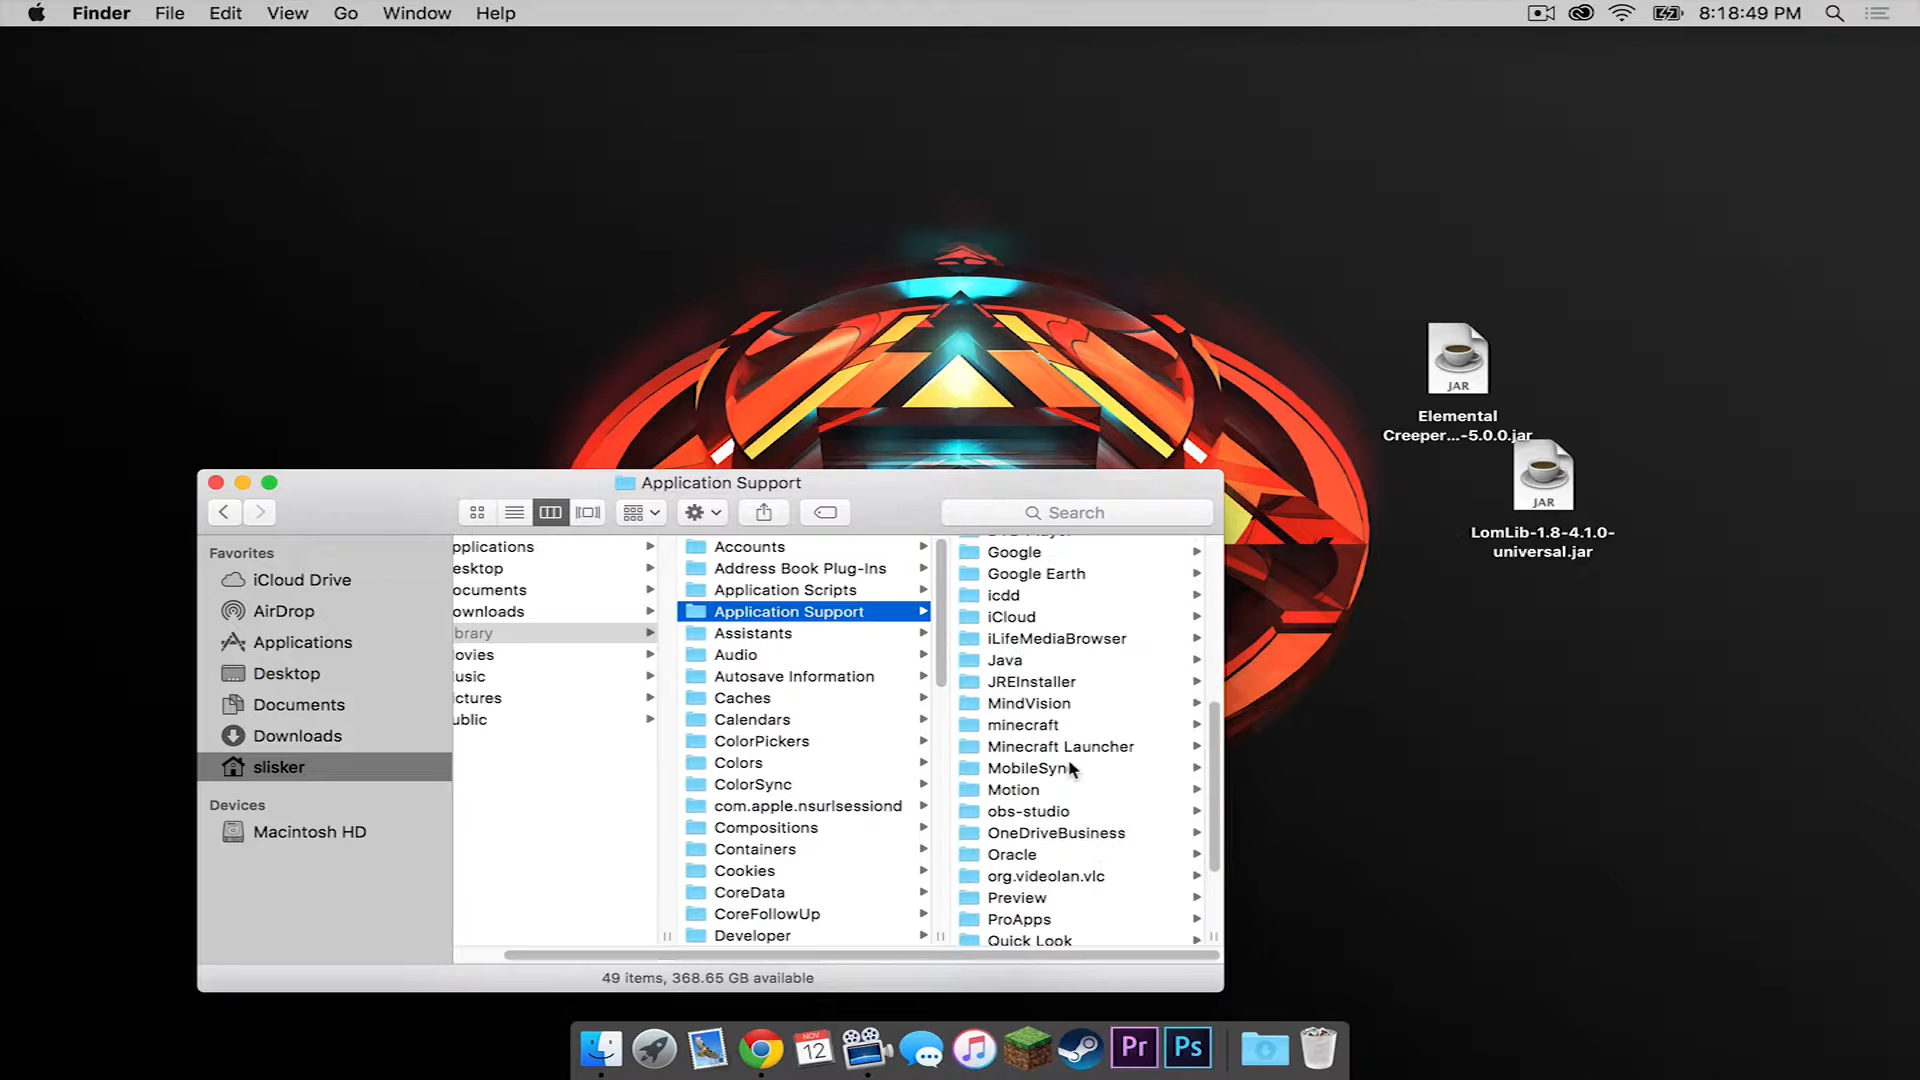 Finder File Edit View Go Window Help
8:18:49 PM
JAR
Elemental
Creeper...-5.0.0.jar
JAR
LomLib-1.8-4.1.0-
universal.jar
Application Support
Search
Favorites
iCloud Drive
AirDrop
Applications
Desktop
Documents
Downloads
slisker
Devices
Macintosh HD
pplications
esktop
ocuments
ownloads
brary
ovies
usic
ictures
ublic
Accounts
Address Book Plug-Ins
Application Scripts
Application Support
Assistants
Audio
Autosave Information
Caches
Calendars
ColorPickers
Colors
ColorSync
com.apple.nsurlsessiond
Compositions
Containers
Cookies
CoreData
CoreFollowUp
Developer
Google
Google Earth
icdd
iCloud
iLifeMediaBrowser
Java
JREInstaller
MindVision
minecraft
Minecraft Launcher
MobileSync
Motion
obs-studio
OneDriveBusiness
Oracle
org.videolan.vlc
Preview
ProApps
Quick Look
49 items, 368.65 GB available
NOV
12
Pr
Ps